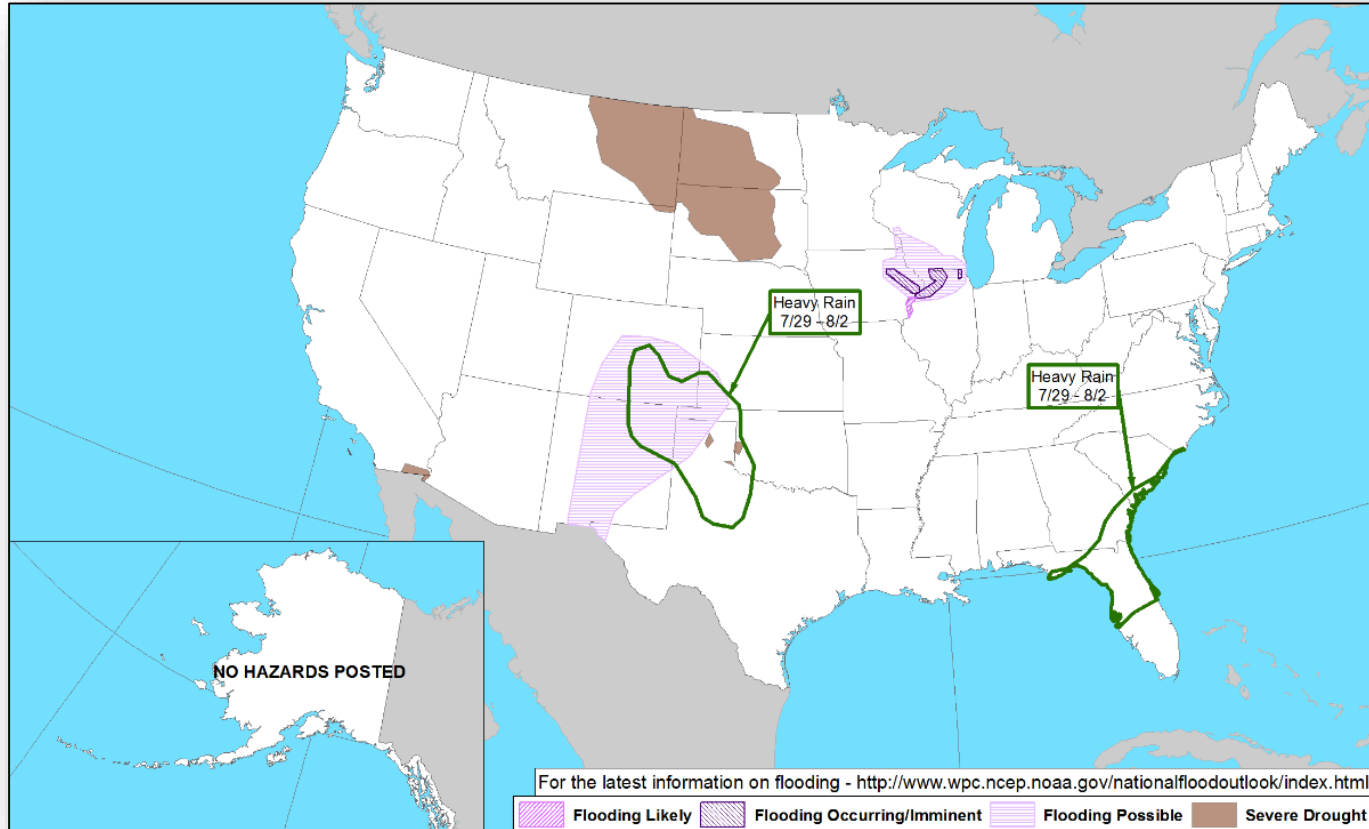 Heavy Rain
7/29 - 8/2
Heavy Rain
7/29 - 8/2
NO HAZARDS POSTED
For the latest information on flooding - http://www.wpc.ncep.noaa.gov/nationalfloodoutlook/index.html
Flooding Likely
Flooding Occurring/Imminent
Flooding Possible
Severe Drought